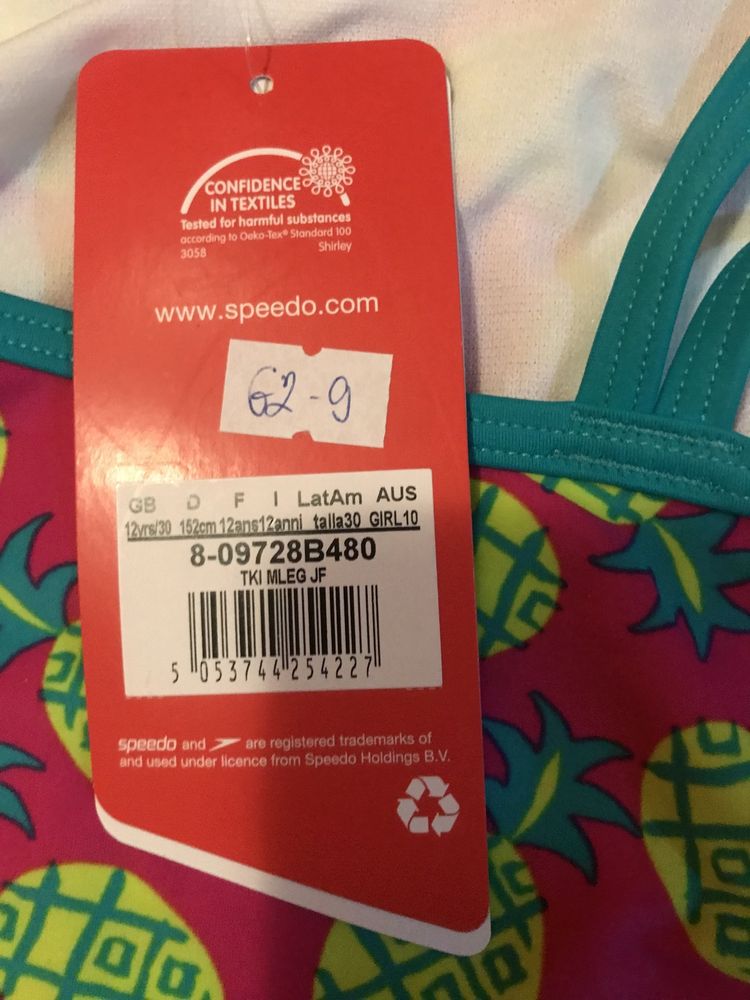 CONFIDENCE
IN TEXTILES
Tested for harmful substances
according to Oeko-Tex® Standard 100
3058 Shirley
www.speedo.com
62-9
GB D F I LatAm AUS
12yrs/30 152cm 12ans12anni talla30 GIRL10
8-09728B480
TKI MLEG JF
5 053744 254227
speedo and are registered trademarks of
and used under licence from Speedo Holdings B.V.